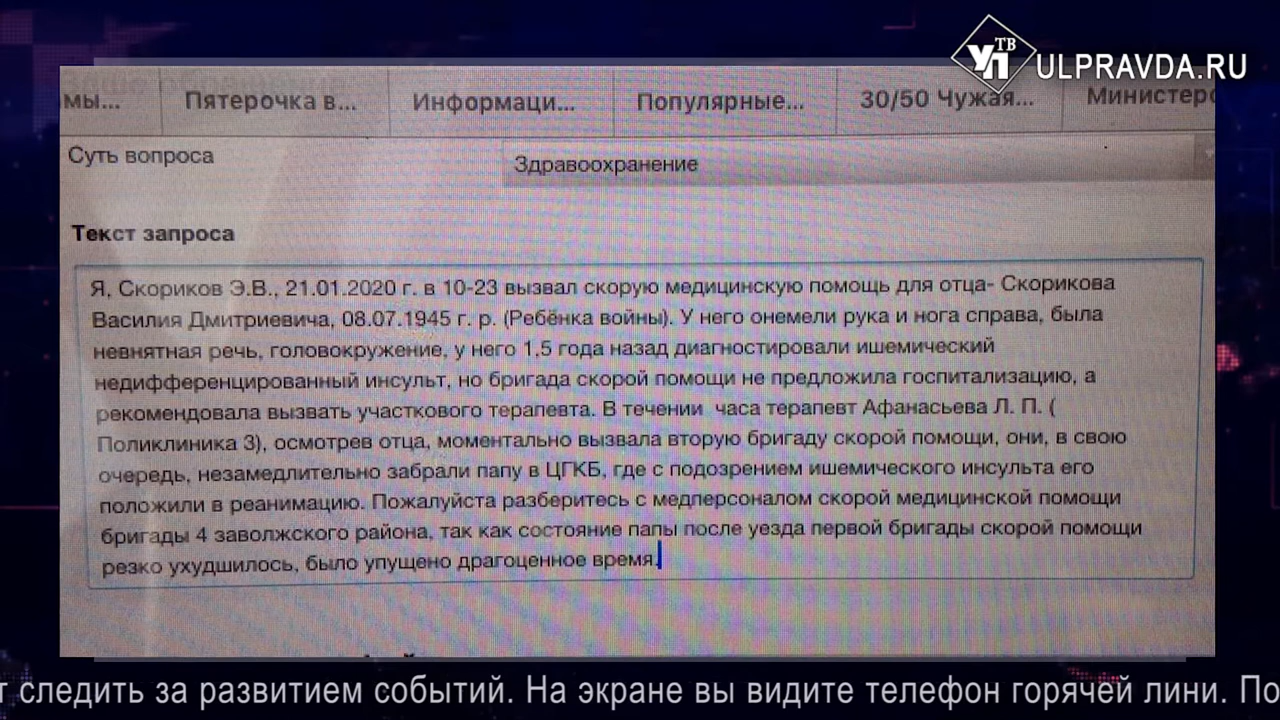 УП ТВ ULPRAVDA.RU
мы... Пятерочка в... Информаци... Популярные... 30/50 Чужая... Министерс
Суть вопроса Здравоохранение
Текст запроса
Я, Скориков Э.В., 21.01.2020 г. в 10-23 вызвал скорую медицинскую помощь для отца- Скорикова
Василия Дмитриевича, 08.07.1945 г. р. (Ребёнка войны). У него онемели рука и нога справа, была
невнятная речь, головокружение, у него 1,5 года назад диагностировали ишемический
недифференцированный инсульт, но бригада скорой помощи не предложила госпитализацию, а
рекомендовала вызвать участкового терапевта. В течении часа терапевт Афанасьева Л. П. (
Поликлиника 3), осмотрев отца, моментально вызвала вторую бригаду скорой помощи, они, в свою
очередь, незамедлительно забрали папу в ЦГКБ, где с подозрением ишемического инсульта его
положили в реанимацию. Пожалуйста разберитесь с медперсоналом скорой медицинской помощи
бригады 4 заволжского района, так как состояние папы после уезда первой бригады скорой помощи
резко ухудшилось, было упущено драгоценное время.
т следить за развитием событий. На экране вы видите телефон горячей лини. По